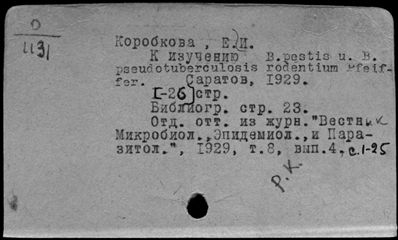 O
1131
Коробкова, Е.И.
К изучению B.pestis u. B.
pseudotuberculosis rodentium Pfeif-
fer. Саратов, 1929.
[-26]стр.
Библиогр. стр. 23.
Отд. отт. из журн."Вестник
Микробиол.,Эпидемиол.,и Пара-
зитол.", 1929, т.8, вып.4, с.1-25
Р.К.